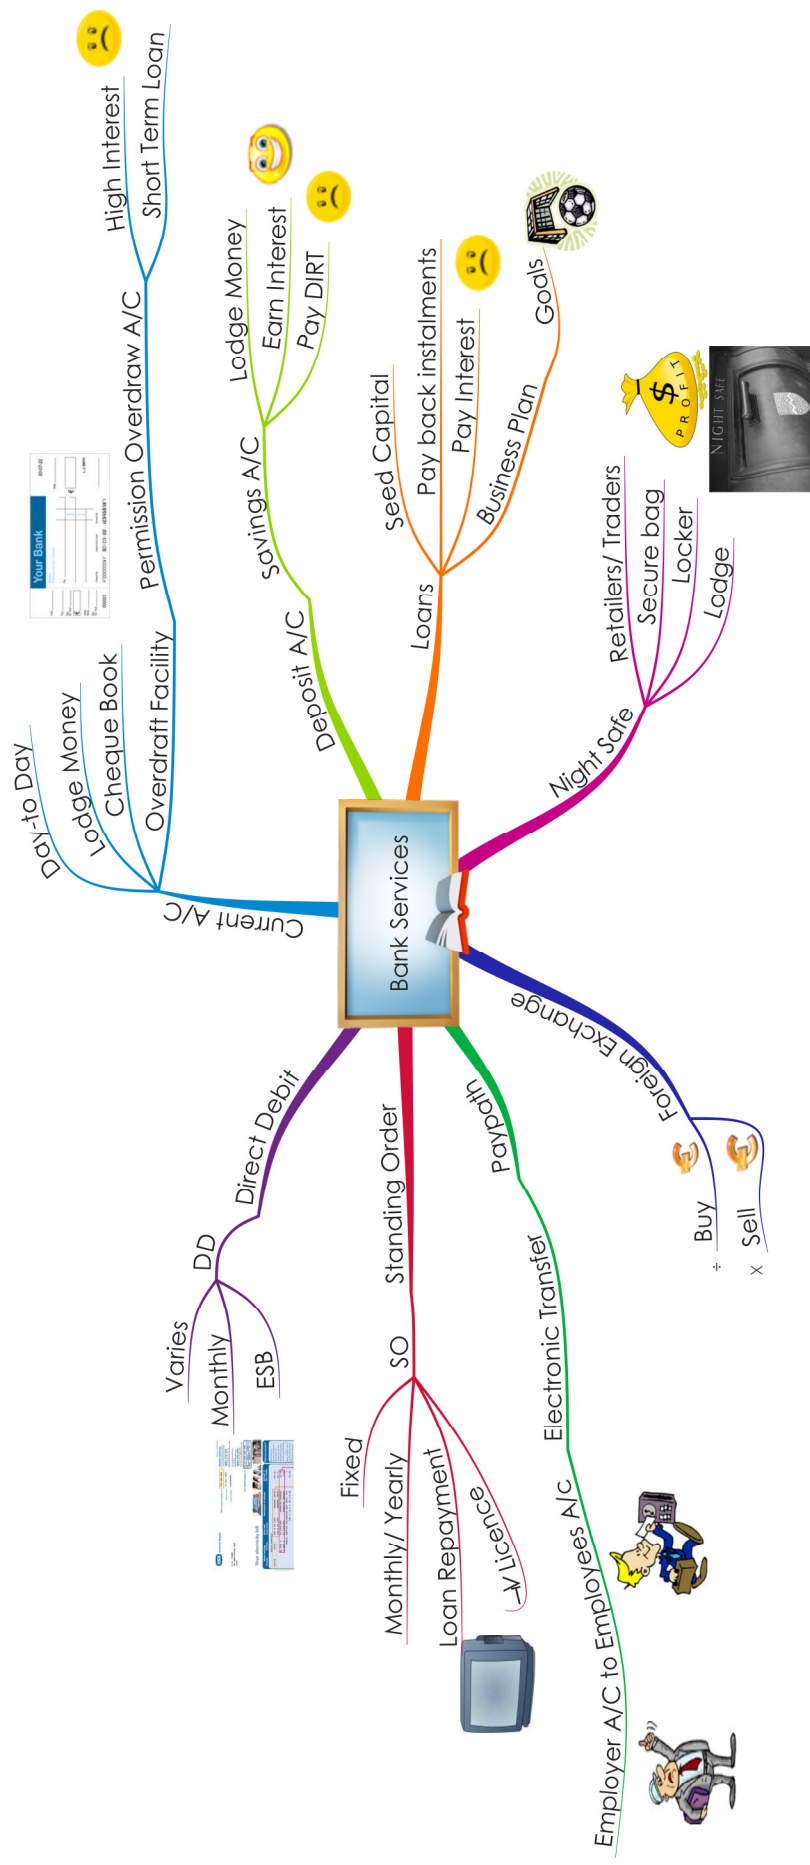 Bank Services
Current A/C
Day-to Day
Lodge Money
Cheque Book
Overdraft Facility
Permission Overdraw A/C
High Interest
Short Term Loan
Your Bank
Deposit A/C
Savings A/C
Lodge Money
Earn Interest
Pay DIRT
Loans
Seed Capital
Pay back instalments
Pay Interest
Business Plan
Goals
Night Safe
Retailers/ Traders
Secure bag
Locker
Lodge
$
PROFIT
NIGHT SAFE
Foreign Exchange
Buy
÷
Sell
x
Paypath
Electronic Transfer
Employer A/C to Employees A/c
Standing Order
SO
Fixed
Monthly/ Yearly
Loan Repayment
TV Licence
Direct Debit
DD
Varies
Monthly
ESB